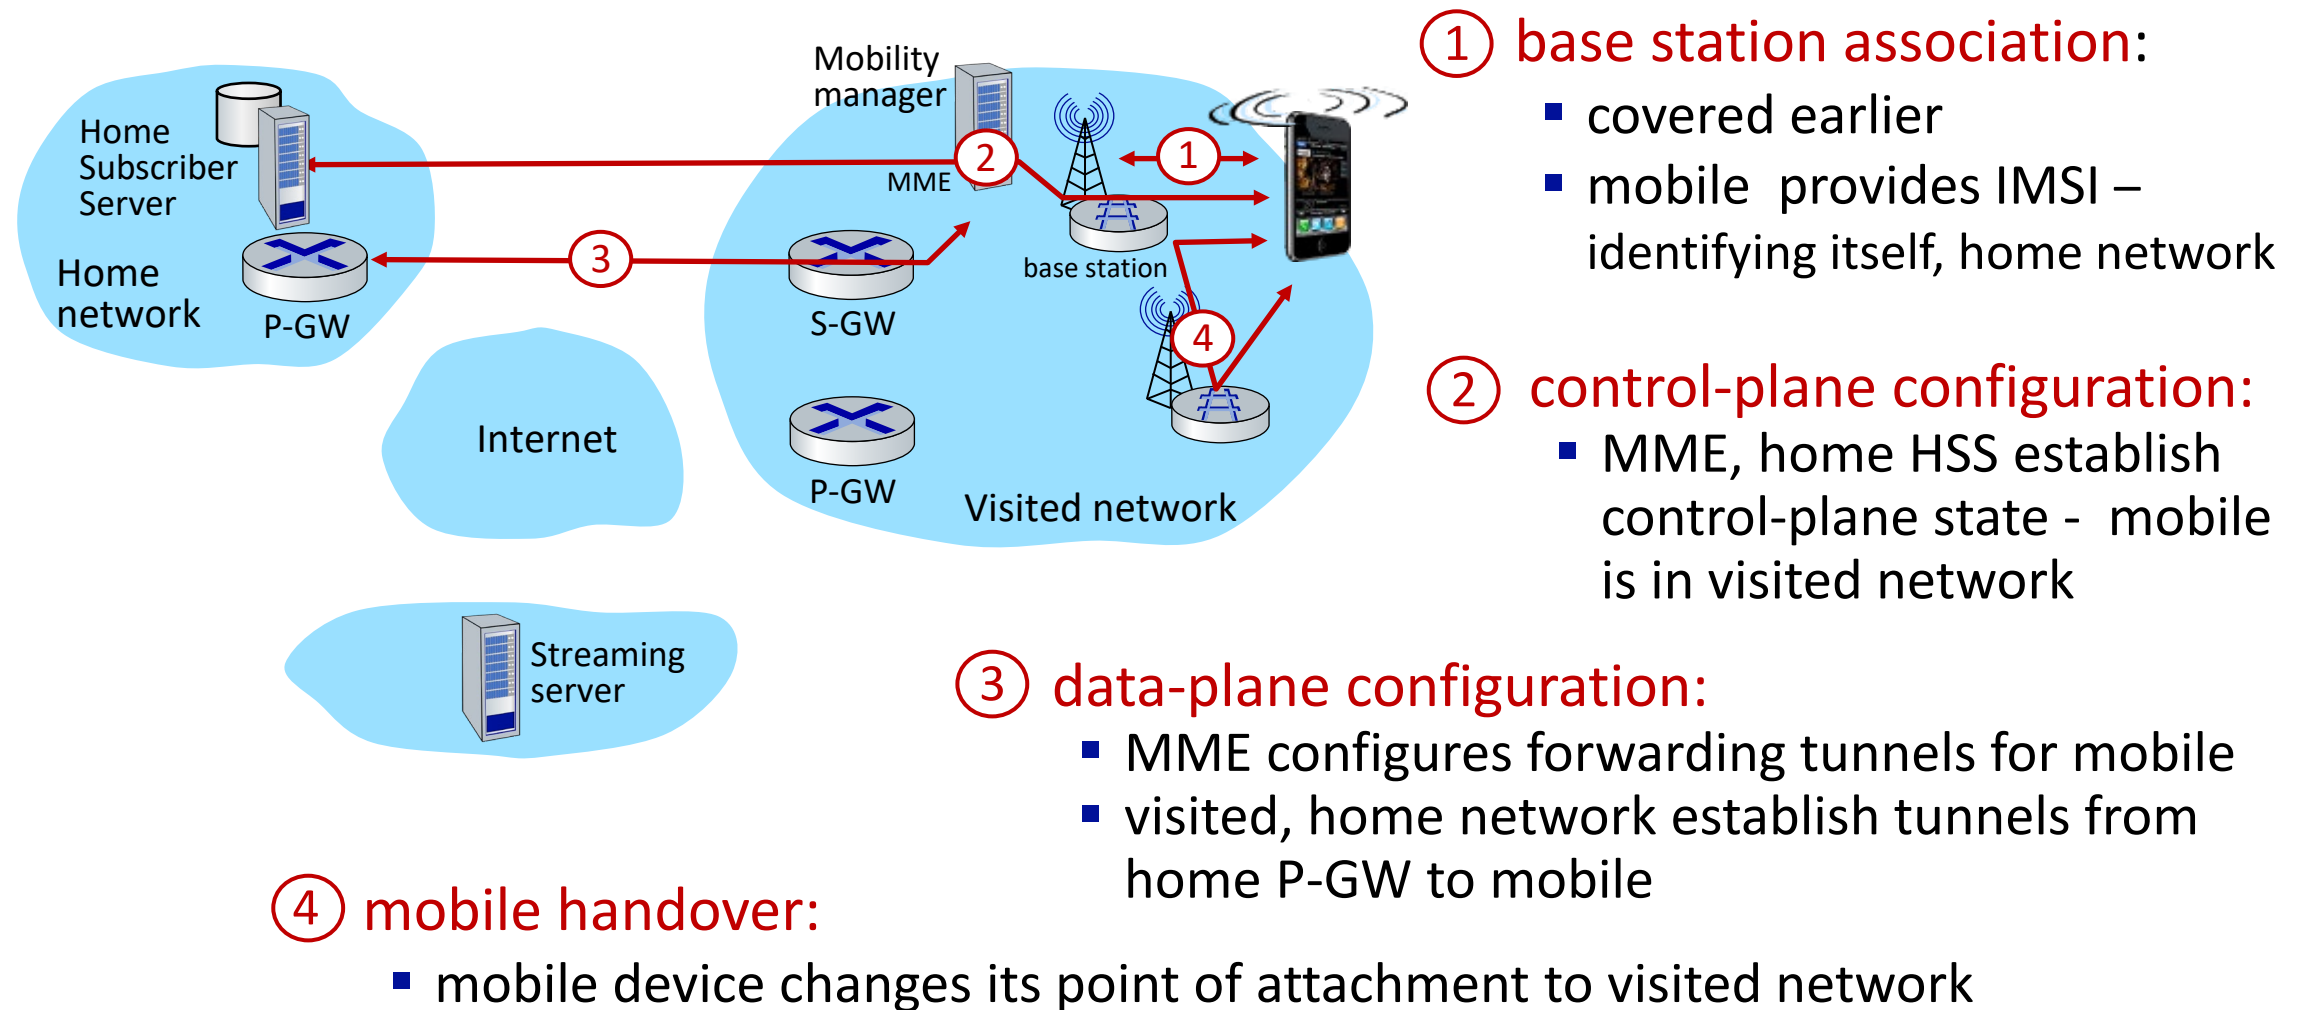 Mobility
manager
Home
Subscriber
Server
MME
2
1
3
Home
network
P-GW
S-GW
base station
4
Internet
P-GW
Visited network
Streaming
server
1 base station association:
▪ covered earlier
▪ mobile provides IMSI –
identifying itself, home network
2 control-plane configuration:
▪ MME, home HSS establish
control-plane state - mobile
is in visited network
3 data-plane configuration:
▪ MME configures forwarding tunnels for mobile
▪ visited, home network establish tunnels from
home P-GW to mobile
4 mobile handover:
▪ mobile device changes its point of attachment to visited network